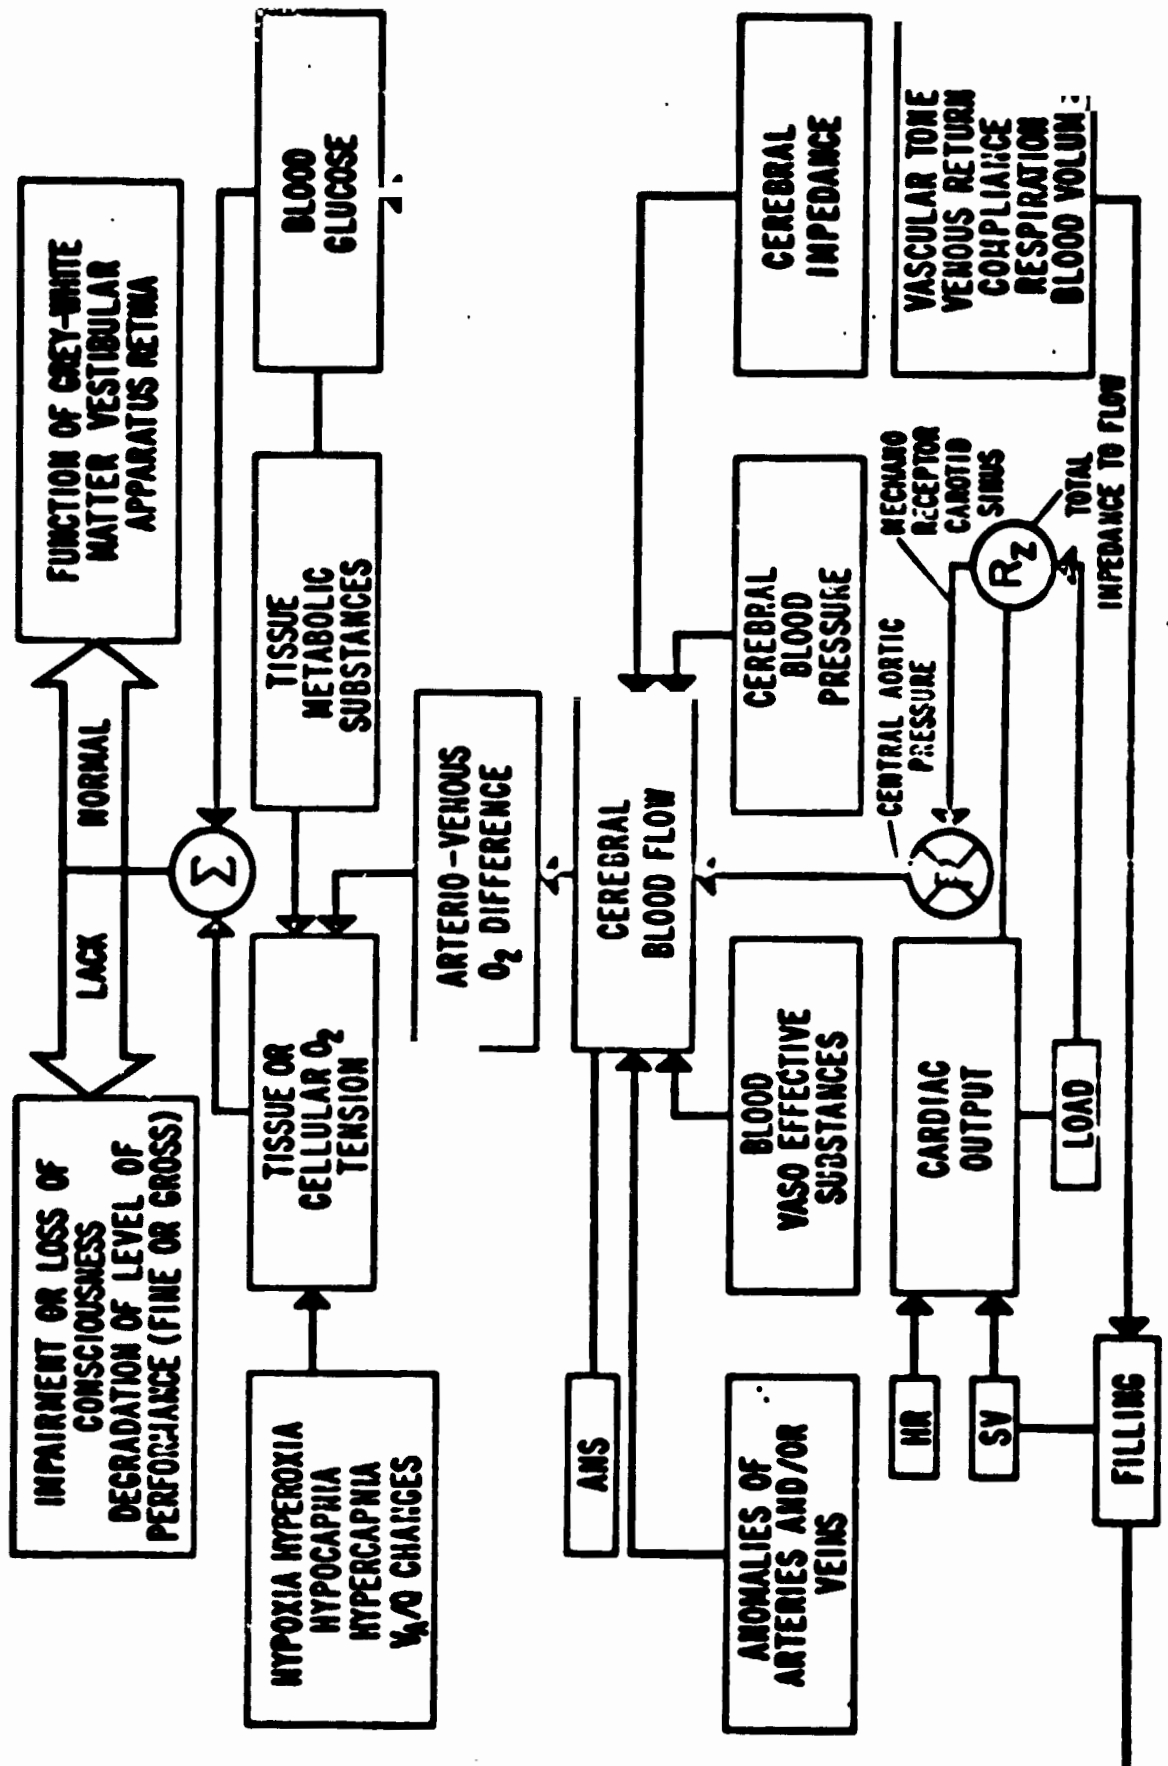 IMPAIRMENT OR LOSS OF
CONSCIOUSNESS
DEGRADATION OF LEVEL OF
PERFORMANCE (FINE OR GROSS)
LACK
NORMAL
FUNCTION OF GREY-WHITE
MATTER VESTIBULAR
APPARATUS RETINA
Σ
HYPOXIA HYPEROXIA
HYPOCAPNIA
HYPERCAPNIA
V_A/Q CHANGES
TISSUE OR
CELLULAR O₂
TENSION
TISSUE
METABOLIC
SUBSTANCES
BLOOD
GLUCOSE
ARTERIO-VENOUS
O₂ DIFFERENCE
ANS
CEREBRAL
BLOOD FLOW
ANOMALIES OF
ARTERIES AND/OR
VEINS
BLOOD
VASO EFFECTIVE
SUBSTANCES
CEREBRAL
BLOOD
PRESSURE
CEREBRAL
IMPEDANCE
CENTRAL AORTIC
PRESSURE
MECHANO
RECEPTOR
CAROTID
SINUS
HR
SV
CARDIAC
OUTPUT
R_Z
VASCULAR TONE
VENOUS RETURN
COMPLIANCE
RESPIRATION
BLOOD VOLUM
LOAD
TOTAL
IMPEDANCE TO FLOW
FILLING